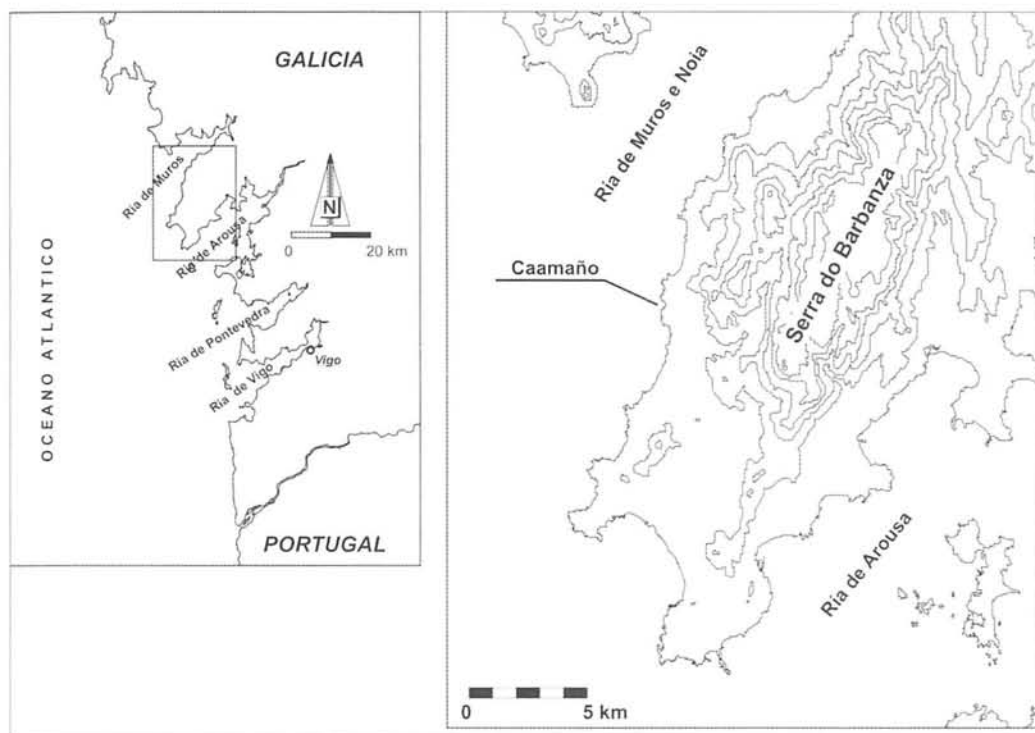 GALICIA
Ria de Muros
N
0 20 km
Ria de Arousa
OCEANO ATLANTICO
Ria de Pontevedra
Vigo
Ria de Vigo
PORTUGAL
Ria de Muros e Noia
Caamaño
Serra do Barbanza
Ria de Arousa
0 5 km